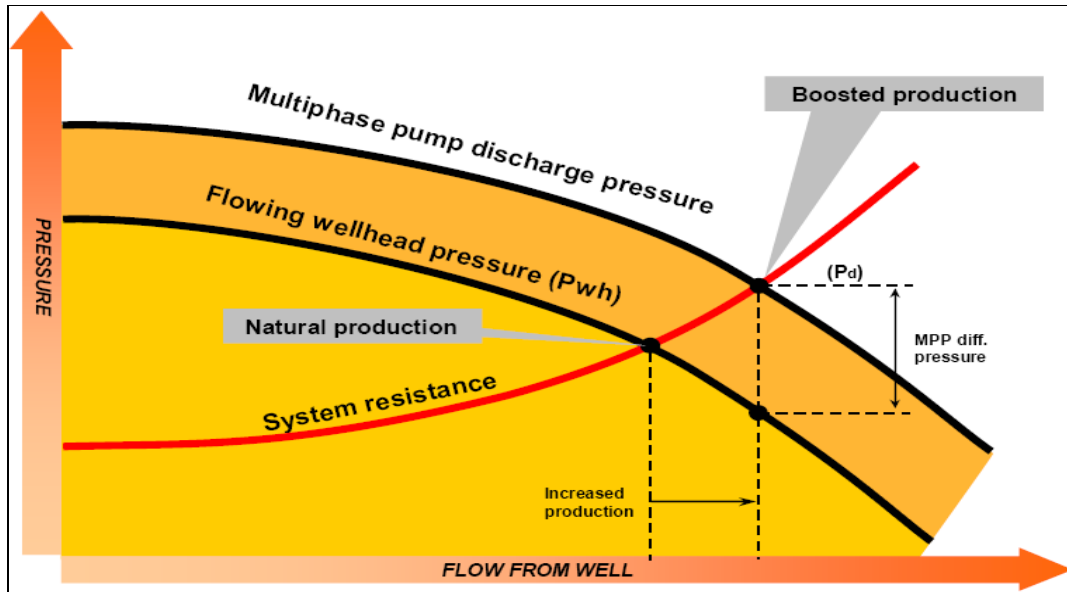 Boosted production
Multiphase pump discharge pressure
Flowing wellhead pressure (Pwh)
PRESSURE
(Pd)
Natural production
MPP diff.
pressure
System resistance
Increased
production
FLOW FROM WELL